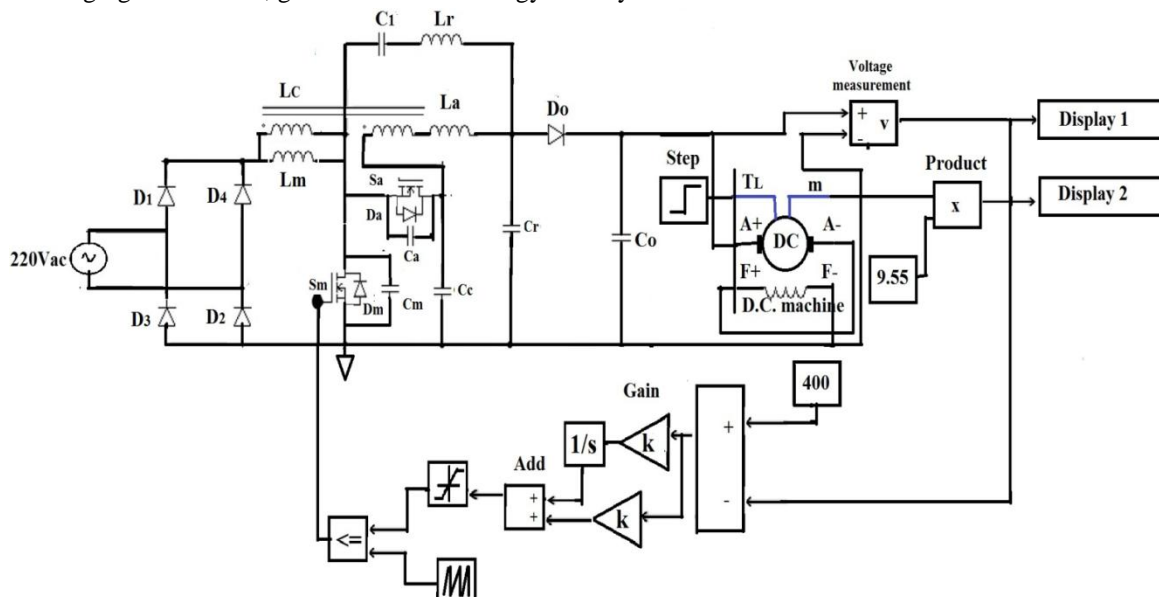 C1
Lr
Voltage
measurement
LC
La
Do
+
v
-
Display 1
Step
Product
Lm
Sa
TL
m
D1
D4
x
Display 2
Da
A+
A-
DC
220Vac
Ca
Cr
Co
9.55
F+
F-
Sm
Cm
Cc
Dm
D.C. machine
D3
D2
400
Gain
+
k
1/s
Add
-
+
+
k
<=